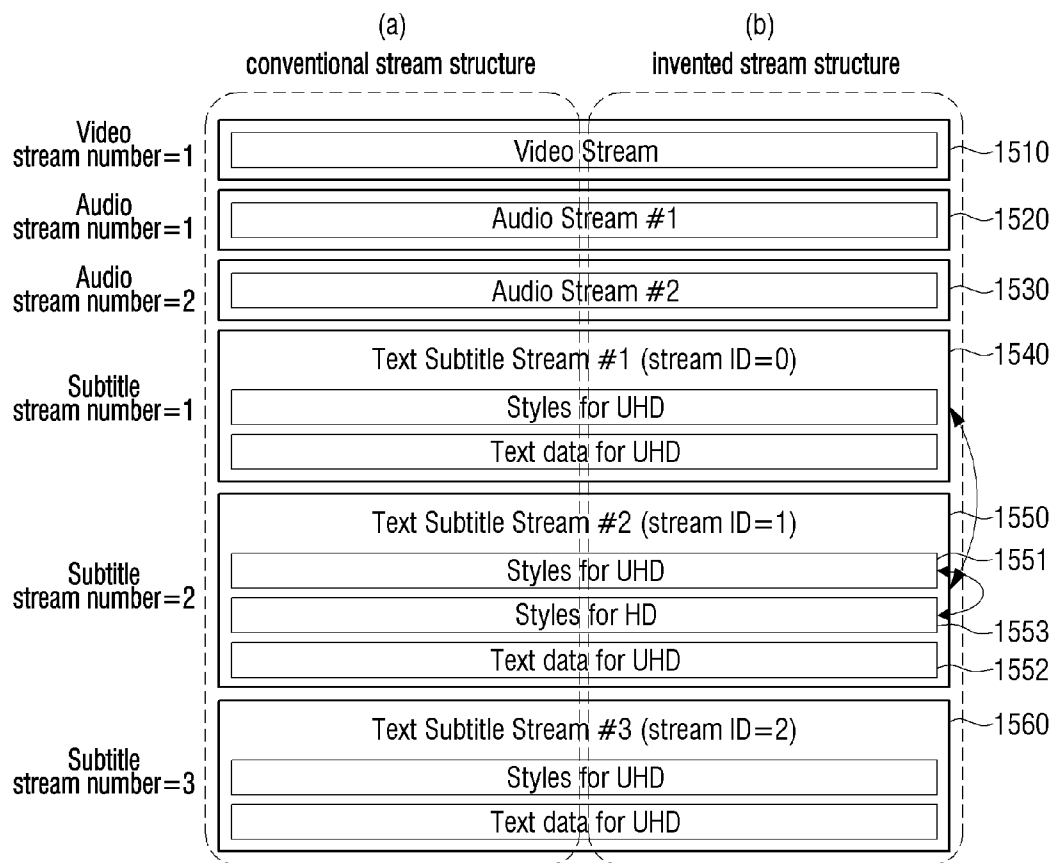 (a)
(b)
conventional stream structure
invented stream structure
Video
stream number=1
Video Stream
1510
Audio
stream number=1
Audio Stream #1
1520
Audio
stream number=2
Audio Stream #2
1530
Subtitle
stream number=1
Text Subtitle Stream #1 (stream ID=0)
1540
Styles for UHD
Text data for UHD
Subtitle
stream number=2
Text Subtitle Stream #2 (stream ID=1)
1550
Styles for UHD
1551
Styles for HD
1553
Text data for UHD
1552
Subtitle
stream number=3
Text Subtitle Stream #3 (stream ID=2)
1560
Styles for UHD
Text data for UHD